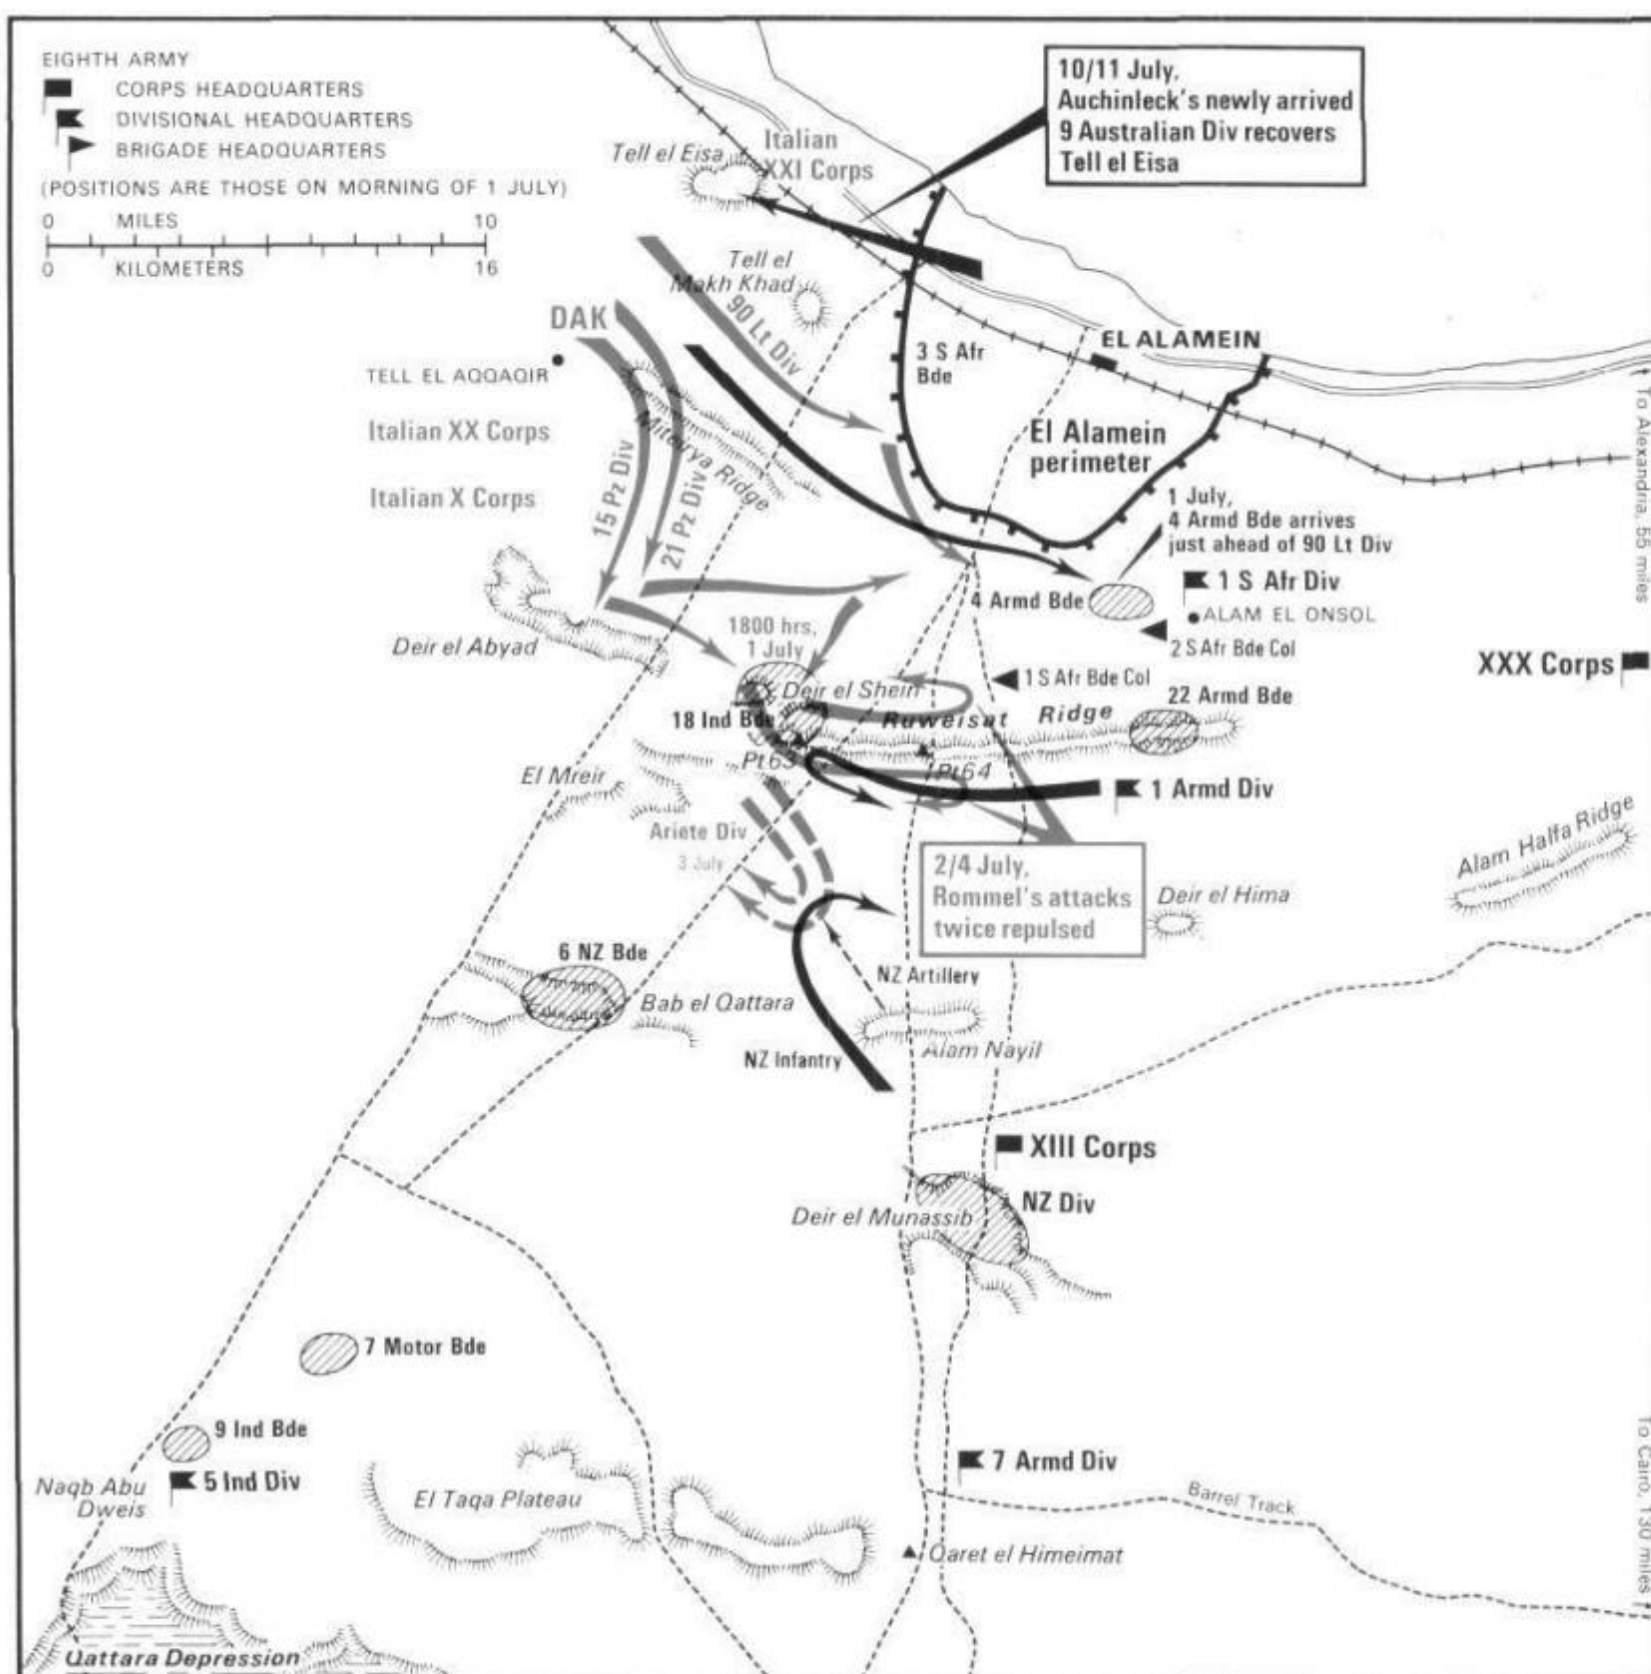 EIGHTH ARMY
CORPS HEADQUARTERS
DIVISIONAL HEADQUARTERS
BRIGADE HEADQUARTERS
(POSITIONS ARE THOSE ON MORNING OF 1 JULY)
0 MILES 10
0 KILOMETERS 16
10/11 July,
Auchinleck's newly arrived
9 Australian Div recovers
Tell el Eisa
Tell el Eisa
Italian
XXI Corps
Tell el
Makh Khad
90 Lt Div
DAK
TELL EL AQQAQIR
Italian XX Corps
Italian X Corps
15 Pz Div
21 Pz Div
Miteirya Ridge
3 S Afr
Bde
EL ALAMEIN
El Alamein
perimeter
To Alexandria, 55 miles
1 July,
4 Armd Bde arrives
just ahead of 90 Lt Div
4 Armd Bde
1 S Afr Div
ALAM EL ONSOL
2 S Afr Bde Col
XXX Corps
1 S Afr Bde Col
22 Armd Bde
Deir el Abyad
1800 hrs,
1 July
Deir el Shein
18 Ind Bde
Ruweisat Ridge
Pt63
Pt64
El Mreir
1 Armd Div
Ariete Div
3 July
2/4 July,
Rommel's attacks
twice repulsed
Alam Halfa Ridge
Deir el Hima
6 NZ Bde
Bab el Qattara
NZ Artillery
Alam Nayil
NZ Infantry
XIII Corps
NZ Div
Deir el Munassib
7 Motor Bde
9 Ind Bde
5 Ind Div
Naqb Abu
Dweis
El Taqa Plateau
7 Armd Div
Barrel Track
Qaret el Himeimat
To Cairo, 130 miles
Qattara Depression